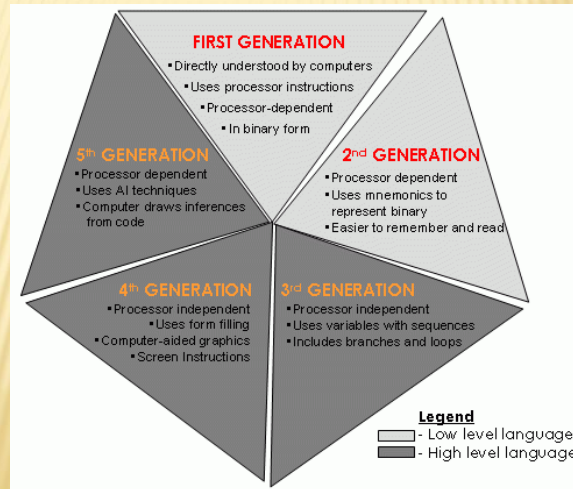 FIRST GENERATION
▪Directly understood by computers
▪Uses processor instructions
▪Processor-dependent
▪In binary form
2nd GENERATION
▪Processor dependent
▪Uses mnemonics to
represent binary
▪Easier to remember and read
3rd GENERATION
▪Processor independent
▪Uses variables with sequences
▪Includes branches and loops
4th GENERATION
▪Processor independent
▪Uses form filling
▪Computer-aided graphics
▪Screen Instructions
5th GENERATION
▪Processor dependent
▪Uses AI techniques
▪Computer draws inferences
from code
Legend
- Low level language
- High level language